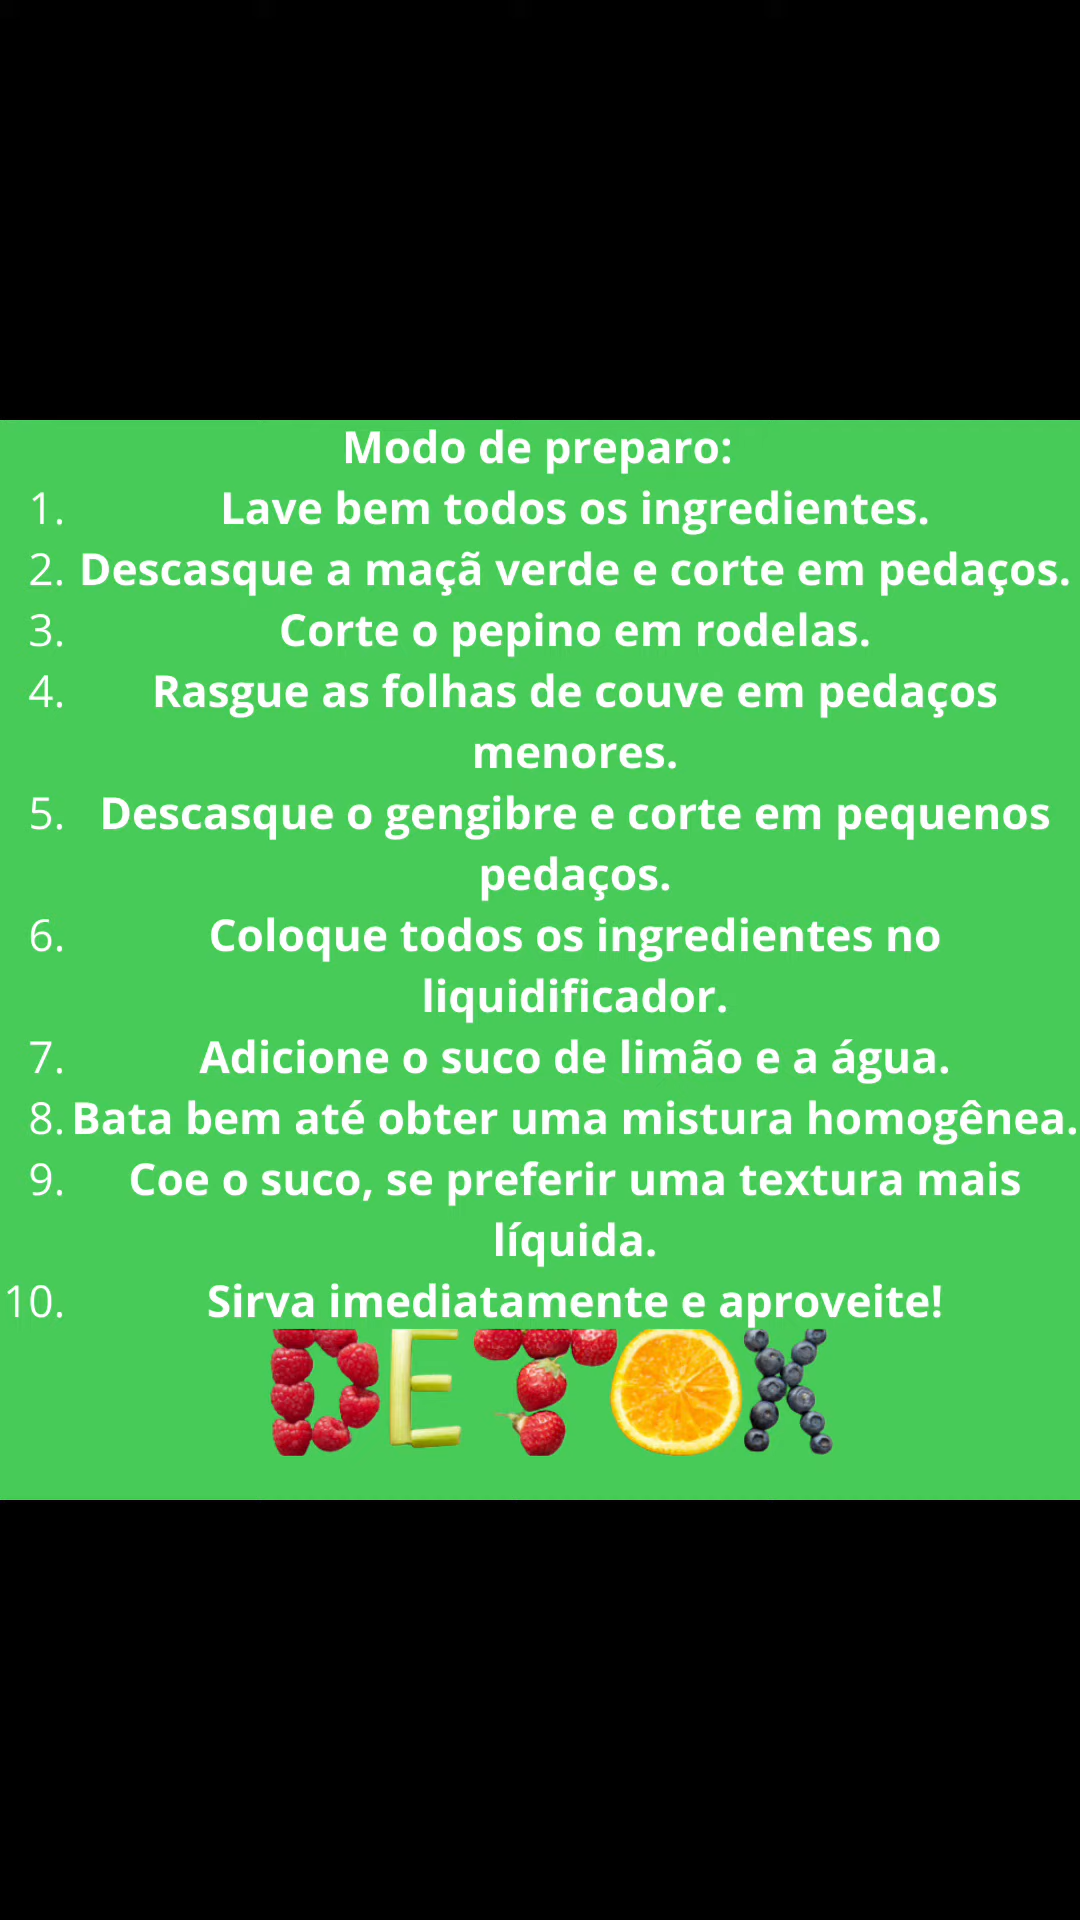 Modo de preparo:
1. Lave bem todos os ingredientes.
2. Descasque a maçã verde e corte em pedaços.
3. Corte o pepino em rodelas.
4. Rasgue as folhas de couve em pedaços
menores.
5. Descasque o gengibre e corte em pequenos
pedaços.
6. Coloque todos os ingredientes no
liquidificador.
7. Adicione o suco de limão e a água.
8. Bata bem até obter uma mistura homogênea.
9. Coe o suco, se preferir uma textura mais
líquida.
10. Sirva imediatamente e aproveite!
DETOX